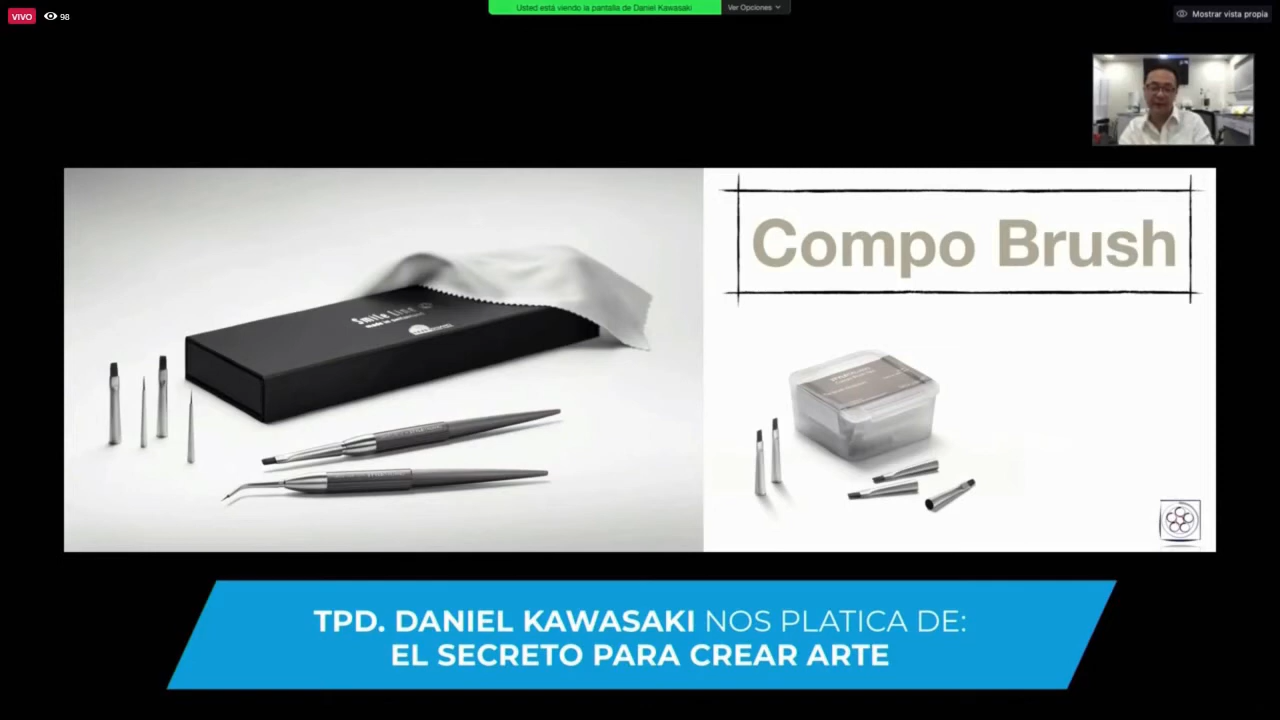 VIVO 98
Usted está viendo la pantalla de Daniel Kawasaki
Ver Opciones
Mostrar vista propia
Compo Brush
Smile Line
TPD. DANIEL KAWASAKI NOS PLATICA DE:
EL SECRETO PARA CREAR ARTE